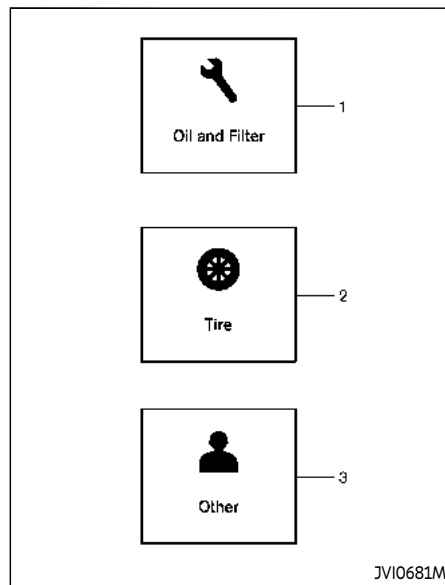 Oil and Filter
1
Tire
2
Other
3
JVI0681M